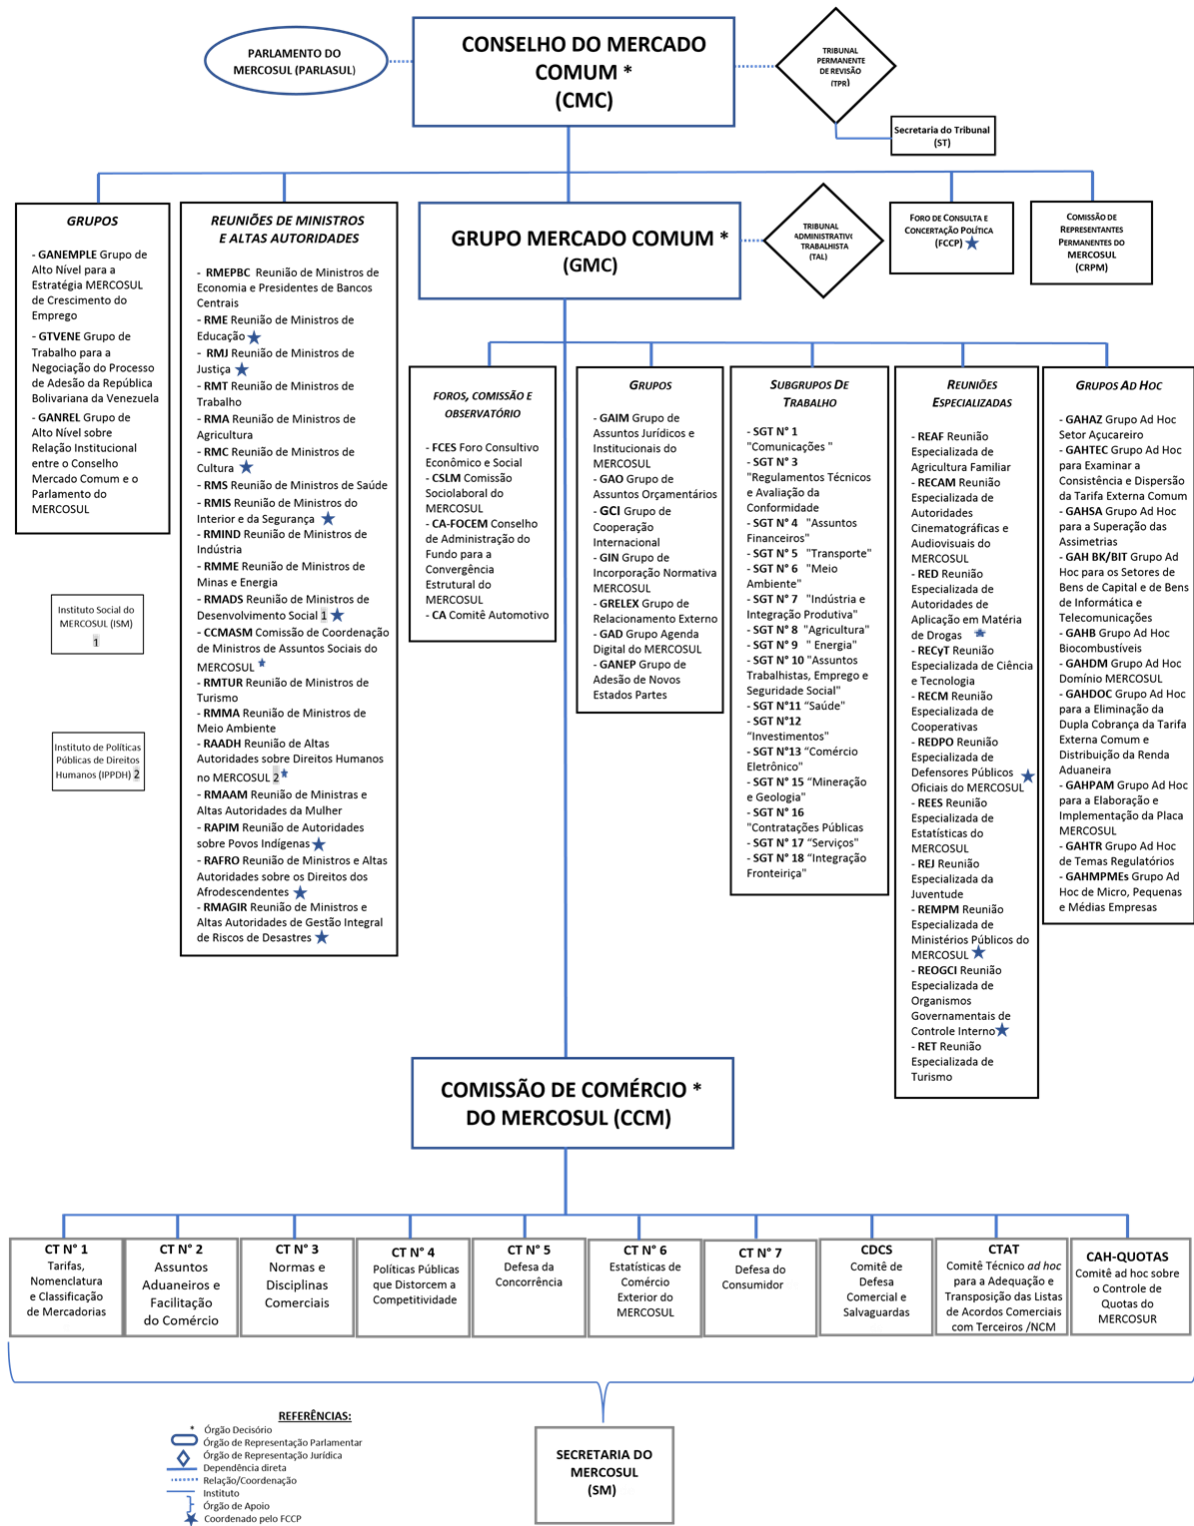 PARLAMENTO DO
MERCOSUL (PARLASUL)
CONSELHO DO MERCADO
COMUM *
(CMC)
TRIBUNAL
PERMANENTE
DE REVISÃO
(TPR)
Secretaria do Tribunal
(ST)
GRUPOS
- GANEMPLE Grupo de
Alto Nível para a
Estratégia MERCOSUL
de Crescimento do
Emprego
- GTVENE Grupo de
Trabalho para a
Negociação do Processo
de Adesão da República
Bolivariana da Venezuela
- GANREL Grupo de
Alto Nível sobre
Relação Institucional
entre o Conselho
Mercado Comum e o
Parlamento do
MERCOSUL
Instituto Social do
MERCOSUL (ISM)
1
Instituto de Políticas
Públicas de Direitos
Humanos (IPPDH) 2
REUNIÕES DE MINISTROS
E ALTAS AUTORIDADES
- RMEPBC Reunião de Ministros de
Economia e Presidentes de Bancos
Centrais
- RME Reunião de Ministros de
Educação
- RMJ Reunião de Ministros de
Justiça
- RMT Reunião de Ministros de
Trabalho
- RMA Reunião de Ministros de
Agricultura
- RMC Reunião de Ministros de
Cultura
- RMS Reunião de Ministros de Saúde
- RMIS Reunião de Ministros do
Interior e da Segurança
- RMIND Reunião de Ministros de
Indústria
- RMME Reunião de Ministros de
Minas e Energia
- RMADS Reunião de Ministros de
Desenvolvimento Social 1
- CCMASM Comissão de Coordenação
de Ministros de Assuntos Sociais do
MERCOSUL
- RMTUR Reunião de Ministros de
Turismo
- RMMA Reunião de Ministros de
Meio Ambiente
- RAADH Reunião de Altas
Autoridades sobre Direitos Humanos
no MERCOSUL 2
- RMAAM Reunião de Ministras e
Altas Autoridades da Mulher
- RAPIM Reunião de Autoridades
sobre Povos Indígenas
- RAFRO Reunião de Ministros e Altas
Autoridades sobre os Direitos dos
Afrodescendentes
- RMAGIR Reunião de Ministros e
Altas Autoridades de Gestão Integral
de Riscos de Desastres
GRUPO MERCADO COMUM *
(GMC)
TRIBUNAL
ADMINISTRATIVO
TRABALHISTA
(TAL)
FORO DE CONSULTA E
CONCERTAÇÃO POLÍTICA
(FCCP)
COMISSÃO DE
REPRESENTANTES
PERMANENTES DO
MERCOSUL
(CRPM)
FOROS, COMISSÃO E
OBSERVATÓRIO
- FCES Foro Consultivo
Econômico e Social
- CSLM Comissão
Sociolaboral do
MERCOSUL
- CA-FOCEM Conselho
de Administração do
Fundo para a
Convergência
Estrutural do
MERCOSUL
- CA Comitê Automotivo
GRUPOS
- GAIM Grupo de
Assuntos Jurídicos e
Institucionais do
MERCOSUL
- GAO Grupo de
Assuntos Orçamentários
- GCI Grupo de
Cooperação
Internacional
- GIN Grupo de
Incorporação Normativa
MERCOSUL
- GRELEX Grupo de
Relacionamento Externo
- GAD Grupo Agenda
Digital do MERCOSUL
- GANEP Grupo de
Adesão de Novos
Estados Partes
SUBGRUPOS DE
TRABALHO
- SGT N° 1
"Comunicações "
- SGT N° 3
"Regulamentos Técnicos
e Avaliação da
Conformidade
- SGT N° 4 "Assuntos
Financeiros"
- SGT N° 5 "Transporte"
- SGT N° 6 "Meio
Ambiente"
- SGT N° 7 "Indústria e
Integração Produtiva"
- SGT N° 8 "Agricultura"
- SGT N° 9 " Energia"
- SGT N° 10 "Assuntos
Trabalhistas, Emprego e
Seguridade Social"
- SGT N°11 “Saúde”
- SGT N°12
“Investimentos”
- SGT N°13 “Comércio
Eletrônico”
- SGT N° 15 “Mineração
e Geologia”
- SGT N° 16
"Contratações Públicas
- SGT N° 17 “Serviços”
- SGT N° 18 “Integração
Fronteiriça”
REUNIÕES
ESPECIALIZADAS
- REAF Reunião
Especializada de
Agricultura Familiar
- RECAM Reunião
Especializada de
Autoridades
Cinematográficas e
Audiovisuais do
MERCOSUL
- RED Reunião
Especializada de
Autoridades de
Aplicação em Matéria
de Drogas
- RECyT Reunião
Especializada de Ciência
e Tecnologia
- RECM Reunião
Especializada de
Cooperativas
- REDPO Reunião
Especializada de
Defensores Públicos
Oficiais do MERCOSUL
- REES Reunião
Especializada de
Estatísticas do
MERCOSUL
- REJ Reunião
Especializada da
Juventude
- REMPM Reunião
Especializada de
Ministérios Públicos do
MERCOSUL
- REOGCI Reunião
Especializada de
Organismos
Governamentais de
Controle Interno
- RET Reunião
Especializada de
Turismo
GRUPOS AD HOC
- GAHAZ Grupo Ad Hoc
Setor Açucareiro
- GAHTEC Grupo Ad Hoc
para Examinar a
Consistência e Dispersão
da Tarifa Externa Comum
- GAHSA Grupo Ad Hoc
para a Superação das
Assimetrias
- GAH BK/BIT Grupo Ad
Hoc para os Setores de
Bens de Capital e de Bens
de Informática e
Telecomunicações
- GAHB Grupo Ad Hoc
Biocombustíveis
- GAHDM Grupo Ad Hoc
Domínio MERCOSUL
- GAHDOC Grupo Ad Hoc
para a Eliminação da
Dupla Cobrança da Tarifa
Externa Comum e
Distribuição da Renda
Aduaneira
- GAHPAM Grupo Ad Hoc
para a Elaboração e
Implementação da Placa
MERCOSUL
- GAHTR Grupo Ad Hoc
de Temas Regulatórios
- GAHMPMEs Grupo Ad
Hoc de Micro, Pequenas
e Médias Empresas
COMISSÃO DE COMÉRCIO *
DO MERCOSUL (CCM)
CT N° 1
Tarifas,
Nomenclatura
e Classificação
de Mercadorias
CT N° 2
Assuntos
Aduaneiros e
Facilitação
do Comércio
CT N° 3
Normas e
Disciplinas
Comerciais
CT N° 4
Políticas Públicas
que Distorcem a
Competitividade
CT N° 5
Defesa da
Concorrência
CT N° 6
Estatísticas de
Comércio
Exterior do
MERCOSUL
CT N° 7
Defesa do
Consumidor
CDCS
Comitê de
Defesa
Comercial e
Salvaguardas
CTAT
Comitê Técnico ad hoc
para a Adequação e
Transposição das Listas
de Acordos Comerciais
com Terceiros /NCM
CAH-QUOTAS
Comitê ad hoc sobre
o Controle de
Quotas do
MERCOSUR
REFERÊNCIAS:
* Órgão Decisório
Órgão de Representação Parlamentar
Órgão de Representação Jurídica
Dependência direta
Relação/Coordenação
Instituto
Órgão de Apoio
Coordenado pelo FCCP
SECRETARIA DO
MERCOSUL
(SM)